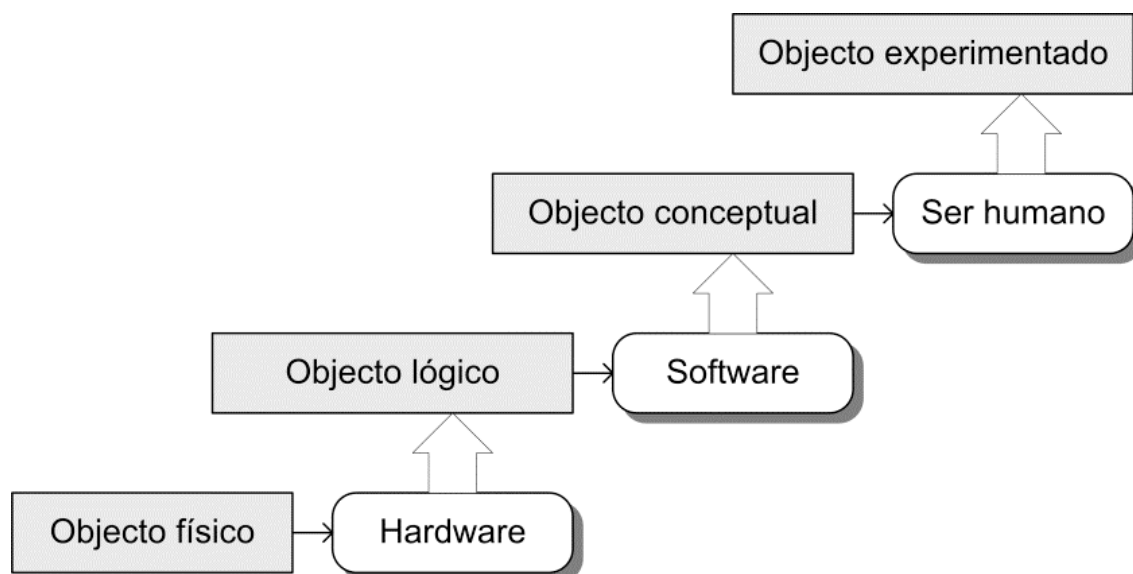 Objecto experimentado
Objecto conceptual
Ser humano
Objecto lógico
Software
Objecto físico
Hardware